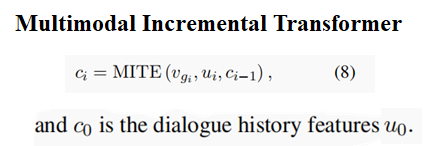 Multimodal Incremental Transformer
c_i = MITE (v_{g_i}, u_i, c_{i−1}) , (8)
and c_0 is the dialogue history features u_0.